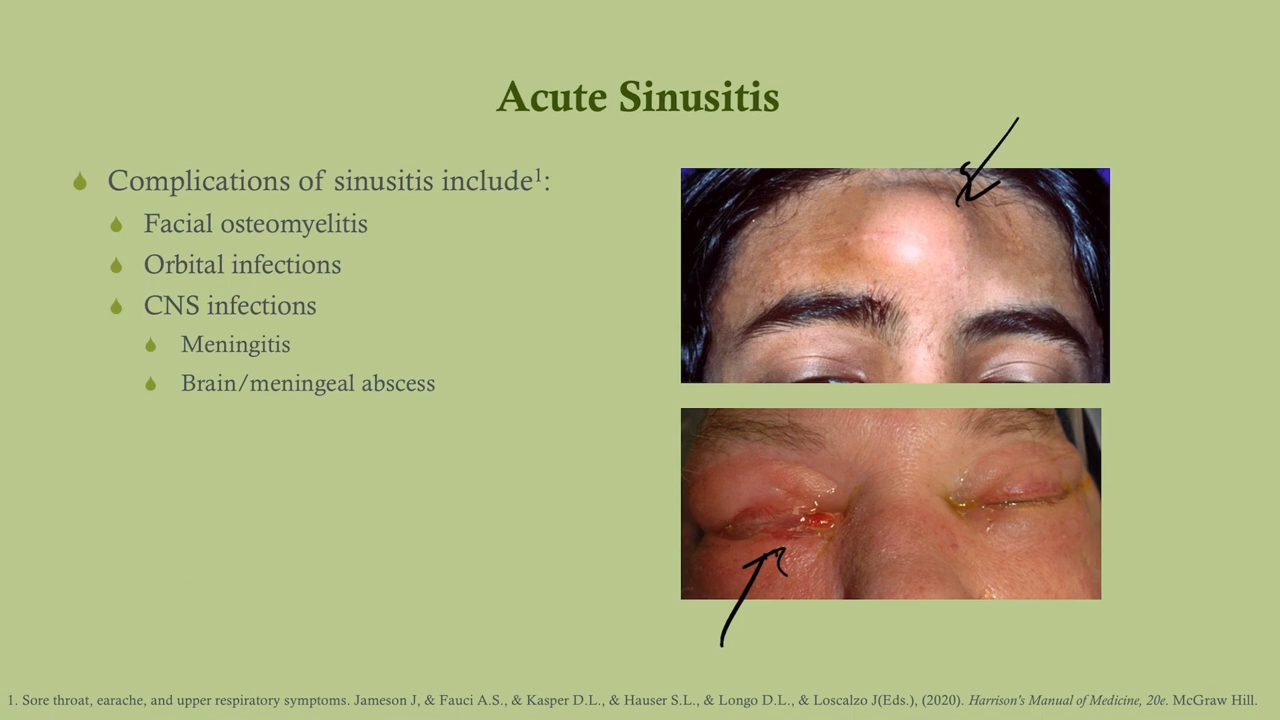 Acute Sinusitis
Complications of sinusitis include1:
Facial osteomyelitis
Orbital infections
CNS infections
Meningitis
Brain/meningeal abscess
1. Sore throat, earache, and upper respiratory symptoms. Jameson J, & Fauci A.S., & Kasper D.L., & Hauser S.L., & Longo D.L., & Loscalzo J(Eds.), (2020). Harrison's Manual of Medicine, 20e. McGraw Hill.